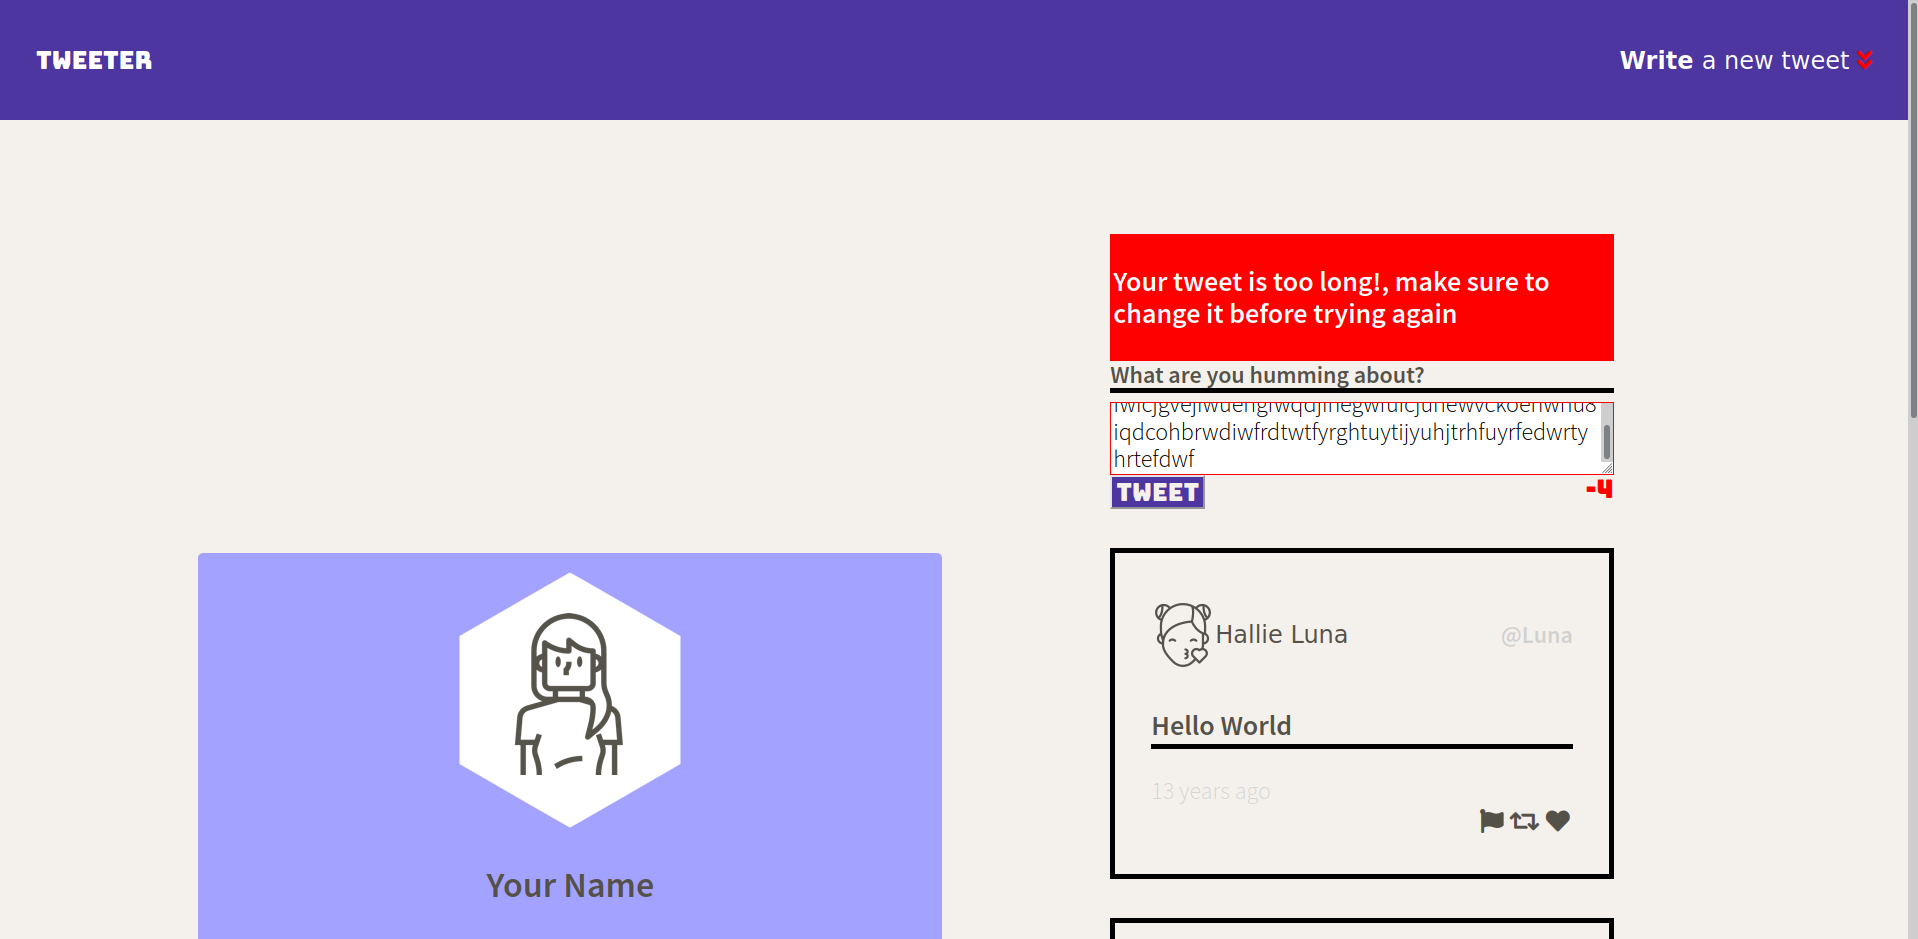 TWEETER
Write a new tweet
Your tweet is too long!, make sure to
change it before trying again
What are you humming about?
iqdcohbrwdiwfrdtwtfyrghtuytijyuhjtrhfuyrfedwrty
hrtefdwf
TWEET
-4
Hallie Luna
@Luna
Hello World
13 years ago
Your Name